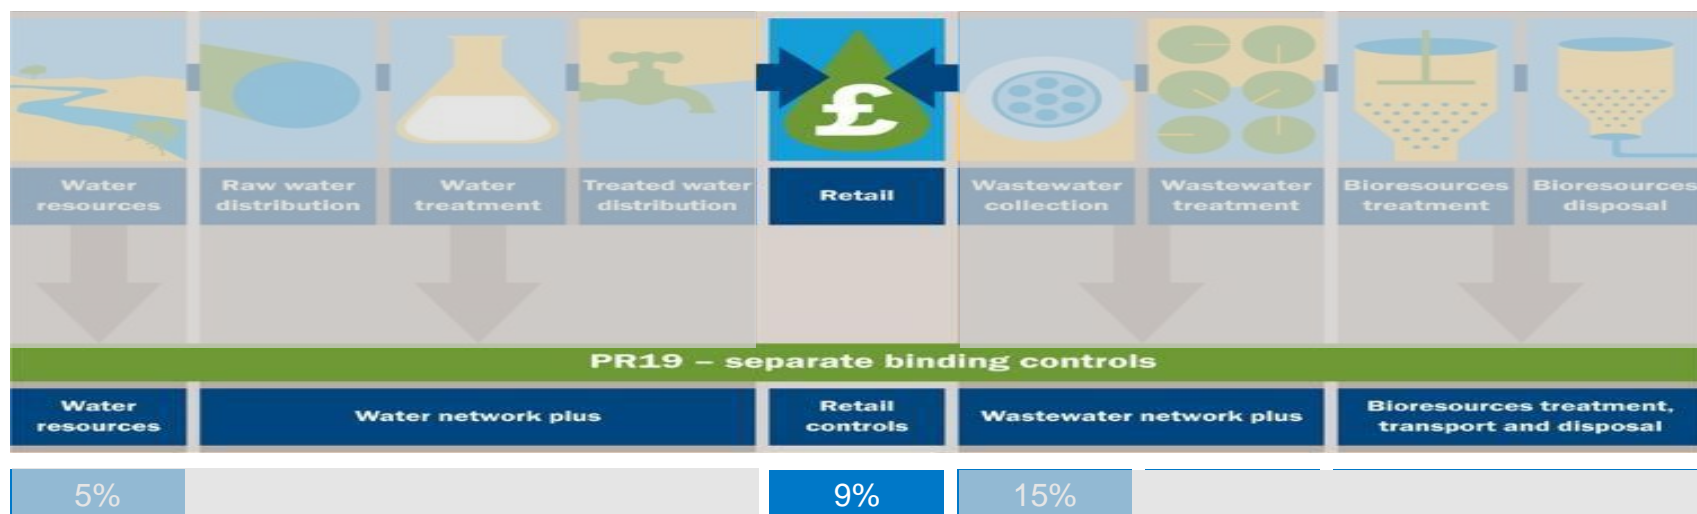 £
Water
resources
Raw water
distribution
Water
treatment
Treated water
distribution
Retail
Wastewater
collection
Wastewater
treatment
Bioresources
treatment
Bioresources
disposal
PR19 – separate binding controls
Water
resources
Water network plus
Retail
controls
Wastewater network plus
Bioresources treatment,
transport and disposal
5%
9%
15%